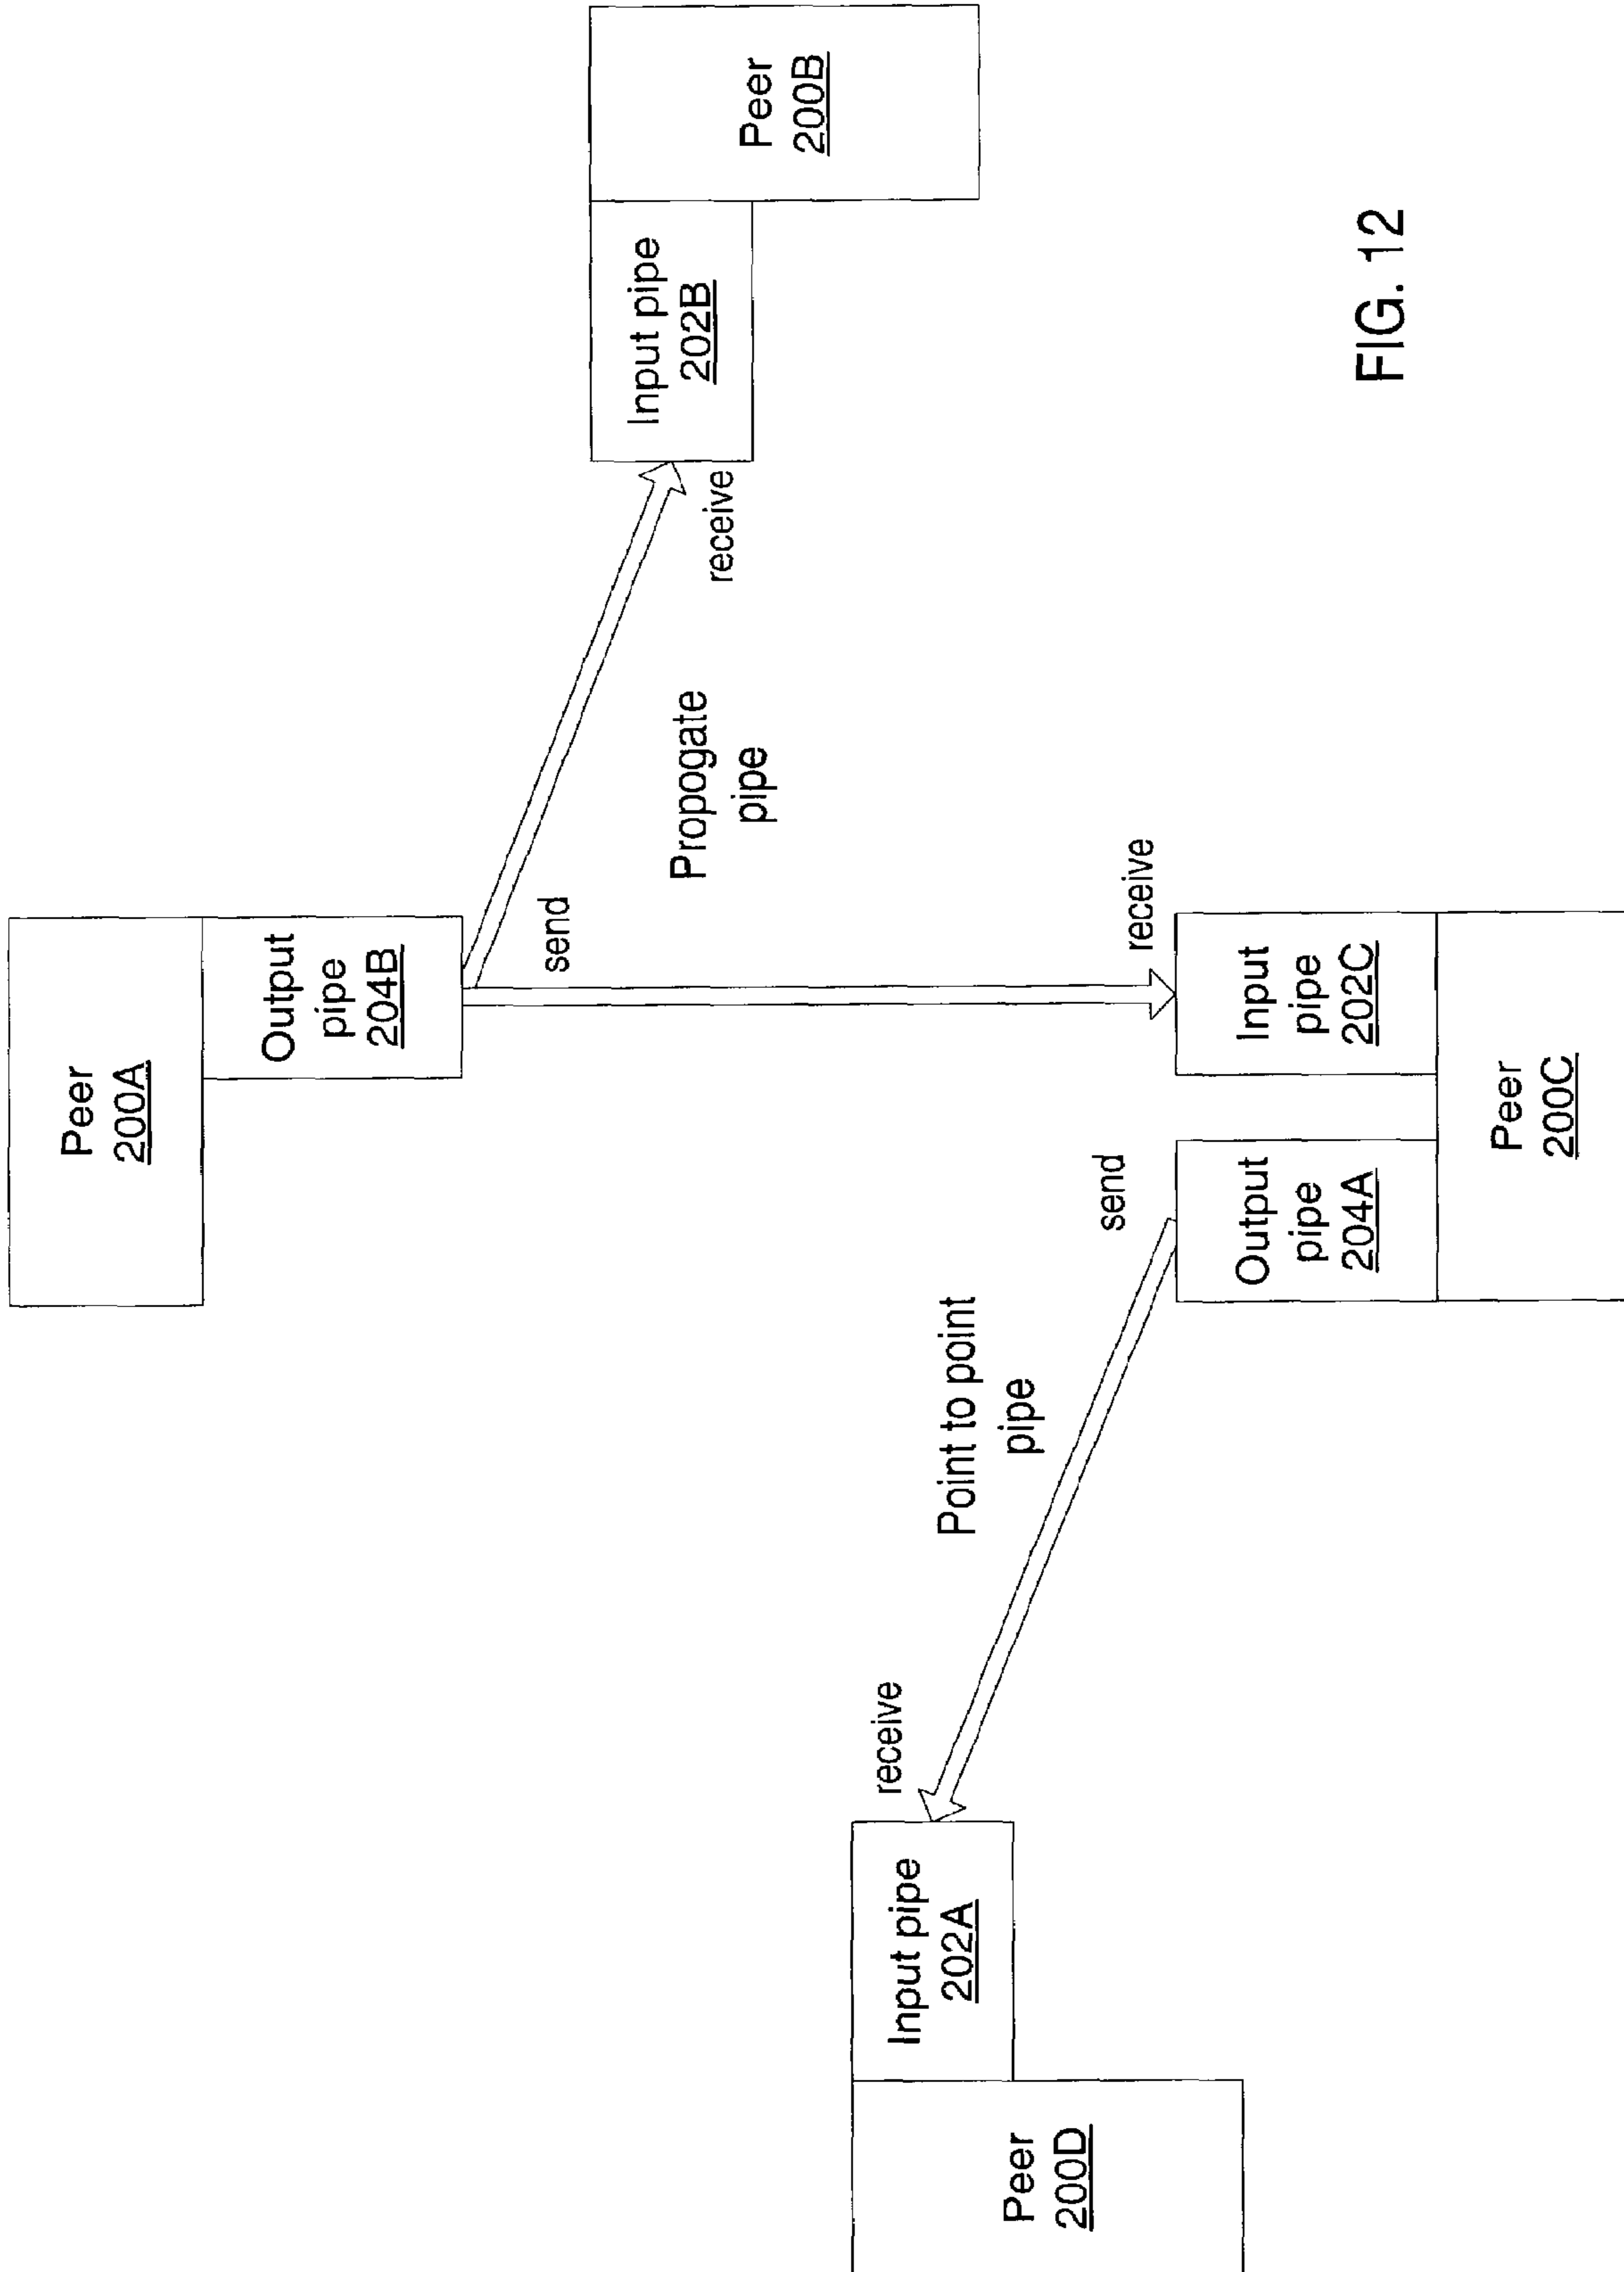 Peer
200A
Output
pipe
204B
send
Input pipe
202B
Peer
200B
receive
Propogate
pipe
receive
Input pipe
202A
Peer
200D
Point to point
pipe
send
receive
Output
pipe
204A
Input
pipe
202C
Peer
200C
FIG. 12